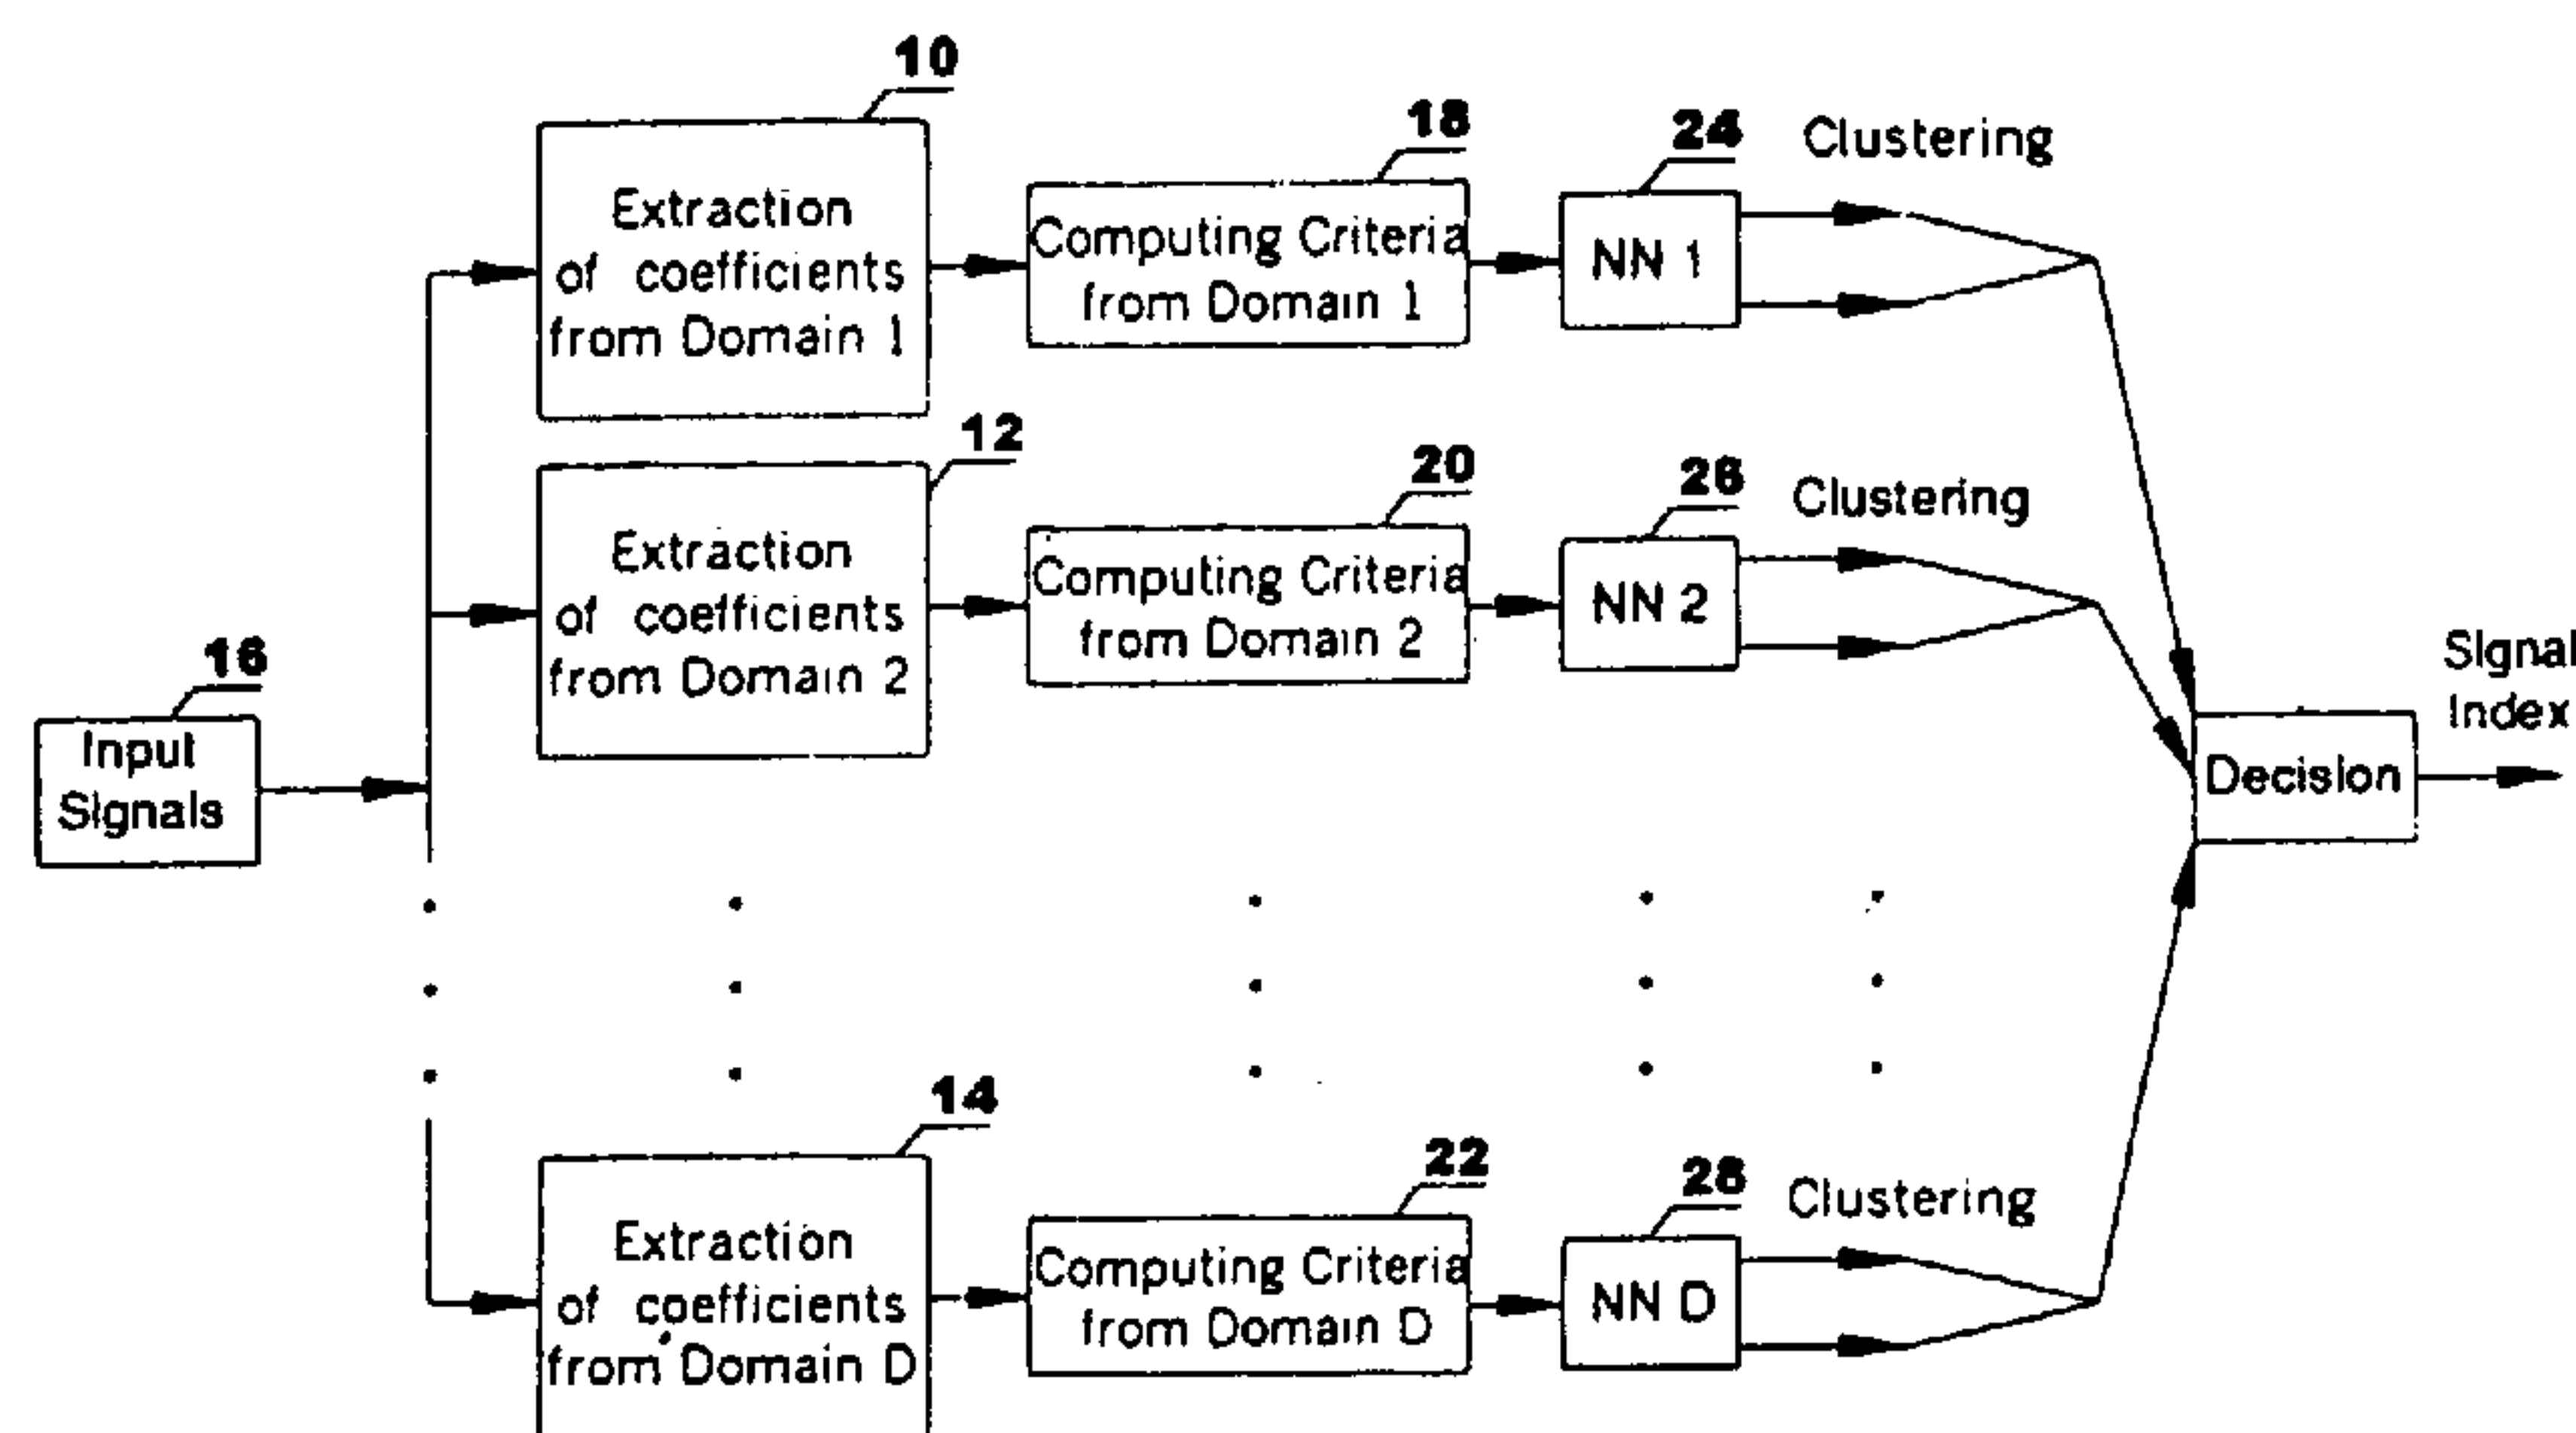 10
18
24
Clustering
Extraction
of coefficients
from Domain 1
Computing Criteria
from Domain 1
NN 1
12
20
26
Clustering
Extraction
of coefficients
from Domain 2
Computing Criteria
from Domain 2
NN 2
16
Input
Signals
Signal
Index
Decision
14
22
28
Clustering
Extraction
of coefficients
from Domain D
Computing Criteria
from Domain D
NN D